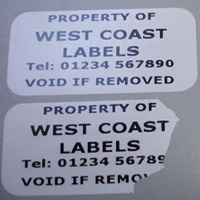 PROPERTY OF
WEST COAST
LABELS
Tel: 01234 567890
VOID IF REMOVED
PROPERTY OF
WEST COAST
LABELS
Tel: 01234 56789
VOID IF REMOV